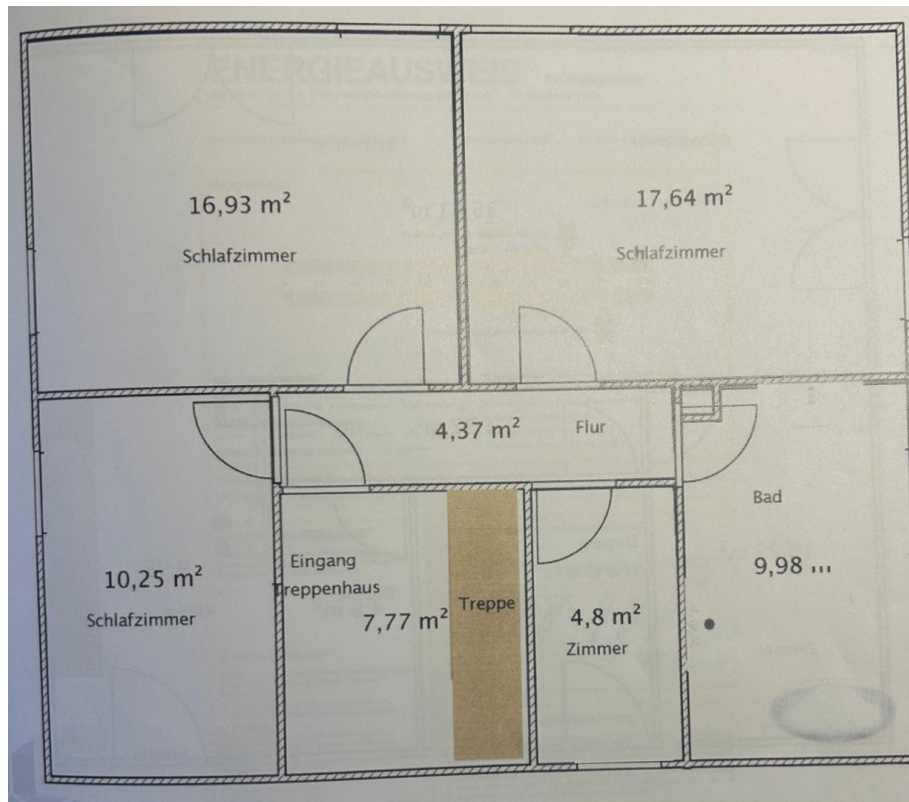 ENERGIEAUSWEIS
16,93 m²
Schlafzimmer
17,64 m²
Schlafzimmer
4,37 m²
Flur
Bad
9,98
10,25 m²
Schlafzimmer
Eingang
Treppenhaus
7,77 m²
Treppe
4,8 m²
Zimmer